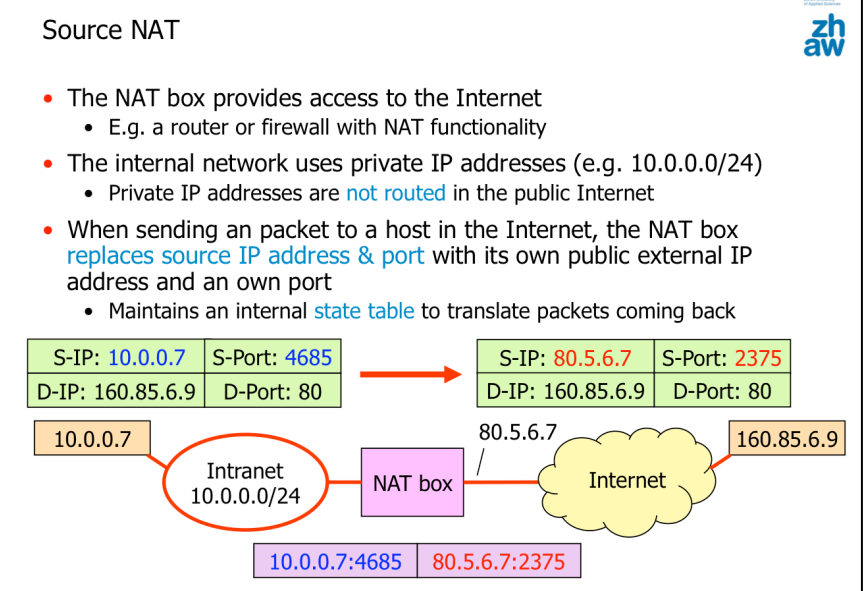 of Applied Sciences
Source NAT
zh
aw
• The NAT box provides access to the Internet
• E.g. a router or firewall with NAT functionality
• The internal network uses private IP addresses (e.g. 10.0.0.0/24)
• Private IP addresses are not routed in the public Internet
• When sending an packet to a host in the Internet, the NAT box
replaces source IP address & port with its own public external IP
address and an own port
• Maintains an internal state table to translate packets coming back
S-IP: 10.0.0.7 S-Port: 4685
D-IP: 160.85.6.9 D-Port: 80
S-IP: 80.5.6.7 S-Port: 2375
D-IP: 160.85.6.9 D-Port: 80
10.0.0.7
Intranet
10.0.0.0/24
NAT box
80.5.6.7
Internet
160.85.6.9
10.0.0.7:4685 80.5.6.7:2375